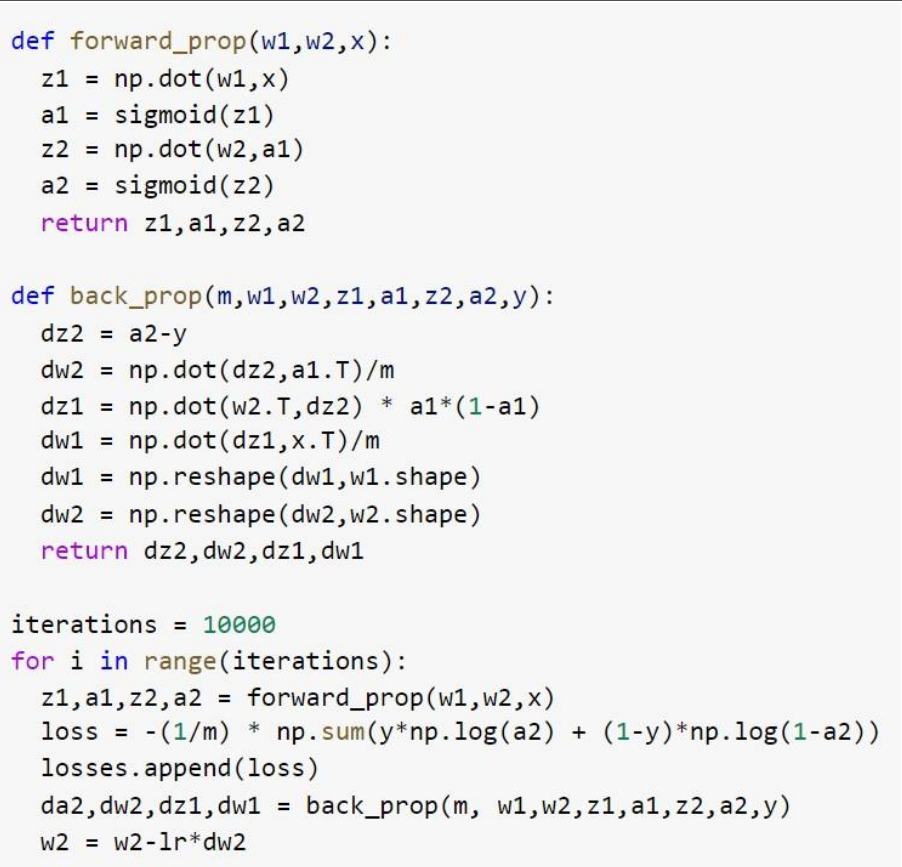 def forward_prop(w1,w2,x):
  z1 = np.dot(w1,x)
  a1 = sigmoid(z1)
  z2 = np.dot(w2,a1)
  a2 = sigmoid(z2)
  return z1,a1,z2,a2

def back_prop(m,w1,w2,z1,a1,z2,a2,y):
  dz2 = a2-y
  dw2 = np.dot(dz2,a1.T)/m
  dz1 = np.dot(w2.T,dz2) * a1*(1-a1)
  dw1 = np.dot(dz1,x.T)/m
  dw1 = np.reshape(dw1,w1.shape)
  dw2 = np.reshape(dw2,w2.shape)
  return dz2,dw2,dz1,dw1

iterations = 10000
for i in range(iterations):
  z1,a1,z2,a2 = forward_prop(w1,w2,x)
  loss = -(1/m) * np.sum(y*np.log(a2) + (1-y)*np.log(1-a2))
  losses.append(loss)
  da2,dw2,dz1,dw1 = back_prop(m, w1,w2,z1,a1,z2,a2,y)
  w2 = w2-lr*dw2